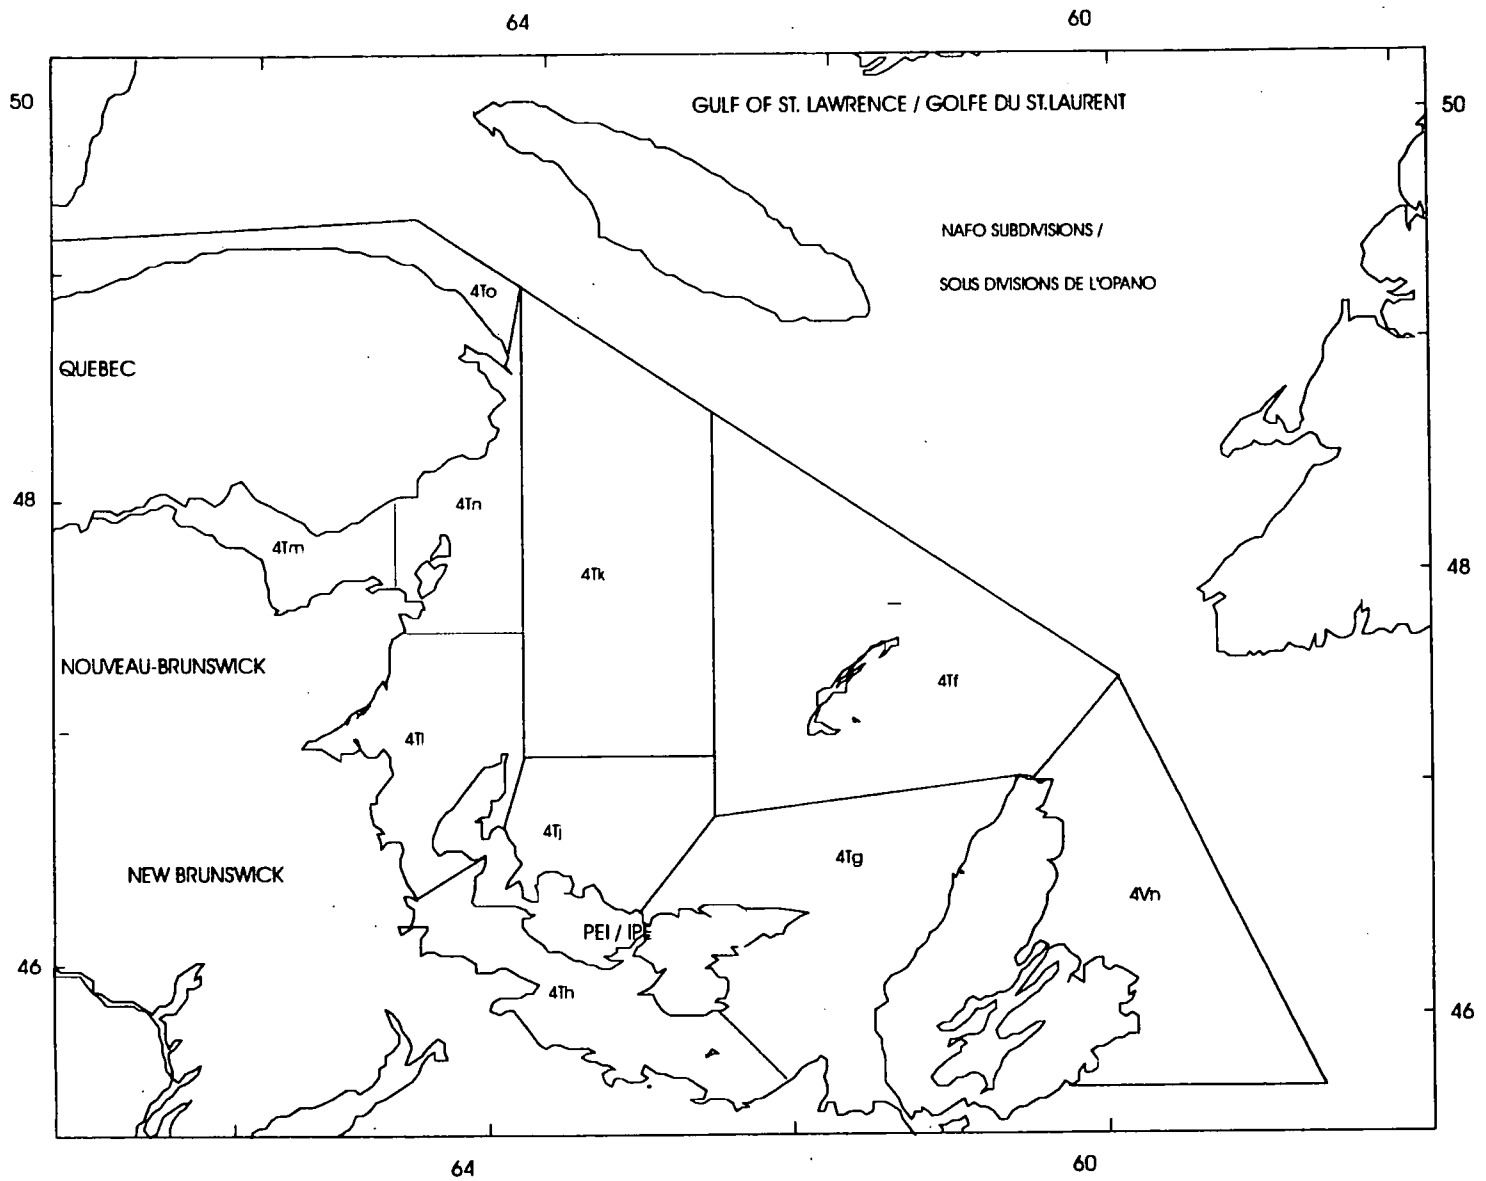 64
60
50
GULF OF ST. LAWRENCE / GOLFE DU ST.LAURENT
50
NAFO SUBDIVISIONS /
SOUS DIVISIONS DE L'OPANO
4To
QUEBEC
48
4Tn
4Tm
4Tk
48
NOUVEAU-BRUNSWICK
4Tf
4Tl
4Tj
4Tg
NEW BRUNSWICK
4Vn
PEI / IPE
46
4Th
46
64
60